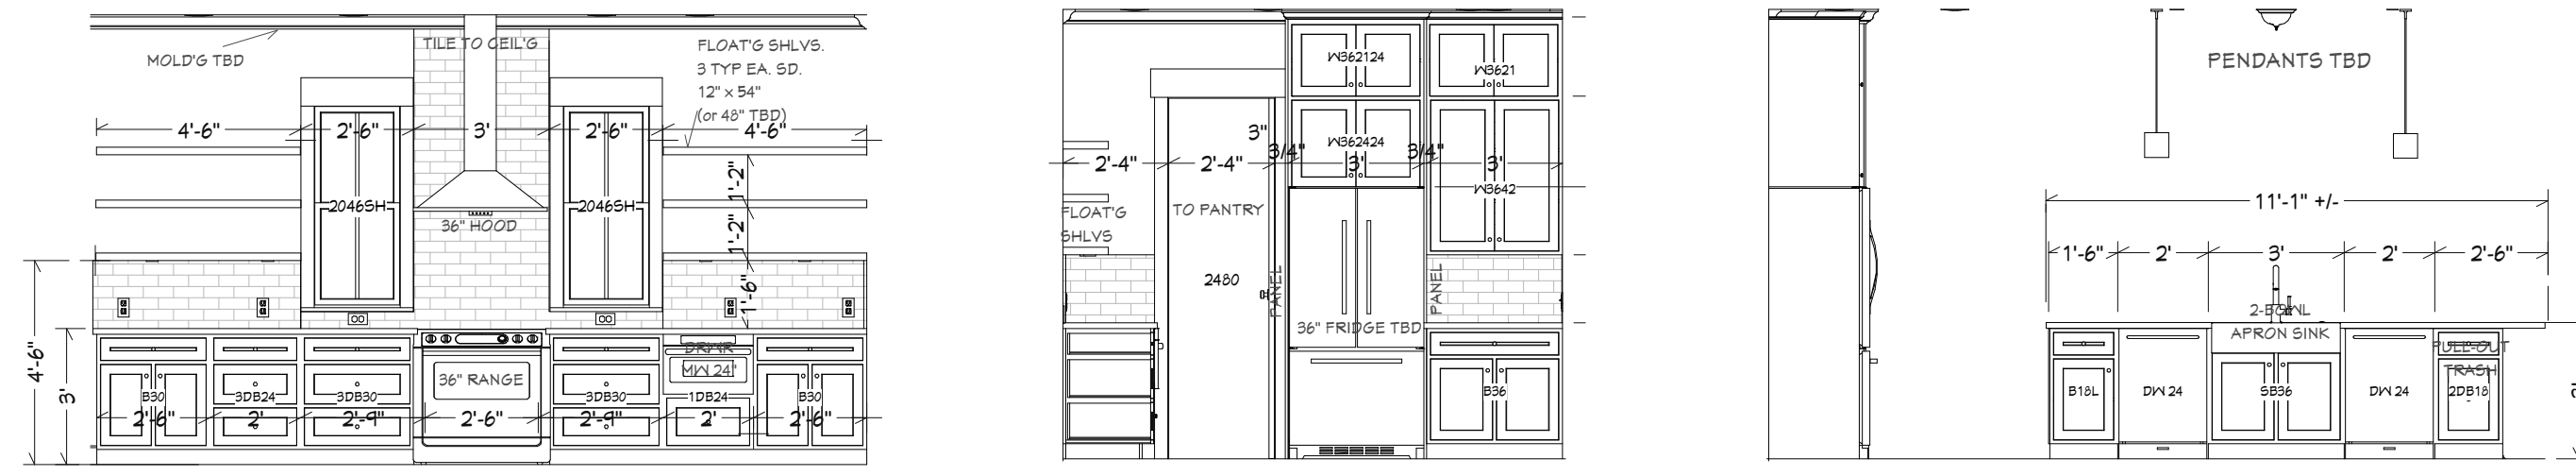 MOLD'G TBD
TILE TO CEIL'G
FLOAT'G SHLVS.
3 TYP EA. SD.
12" x 54"
(or 48" TBD)
4'-6" 2'-6" 3' 2'-6" 4'-6"
1'-2"
1'-2"
1'-6"
2046SH 2046SH
36" HOOD
4'-6"
3'
36" RANGE
DRWR
MW 24"
B30 3DB24 3DB30 3DB30 1DB24 B30
2'-6" 2' 2'-9" 2'-6" 2'-9" 2' 2'-6"
W362124 W3621
3"
W362424
3/4" 3/4"
2'-4" 2'-4" 3' 3'
W3642
FLOAT'G
SHLVS
TO PANTRY
2480
PANEL PANEL
36" FRIDGE TBD
B36
PENDANTS TBD
11'-1" +/-
1'-6" 2' 3' 2' 2'-6"
2-BOWL
APRON SINK
PULL-OUT
TRASH
B18L DW 24 SB36 DW 24 2DB18